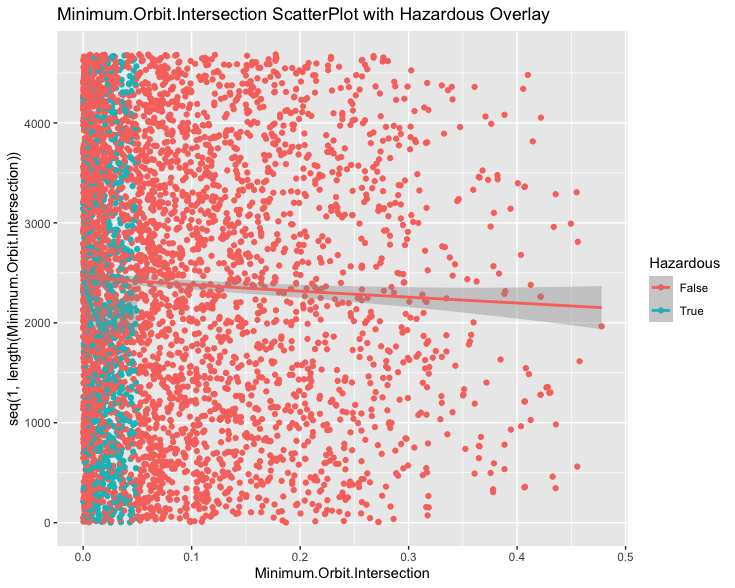 Minimum.Orbit.Intersection ScatterPlot with Hazardous Overlay
seq(1, length(Minimum.Orbit.Intersection))
4000
3000
2000
1000
0
0.0
0.1
0.2
0.3
0.4
0.5
Minimum.Orbit.Intersection
Hazardous
False
True